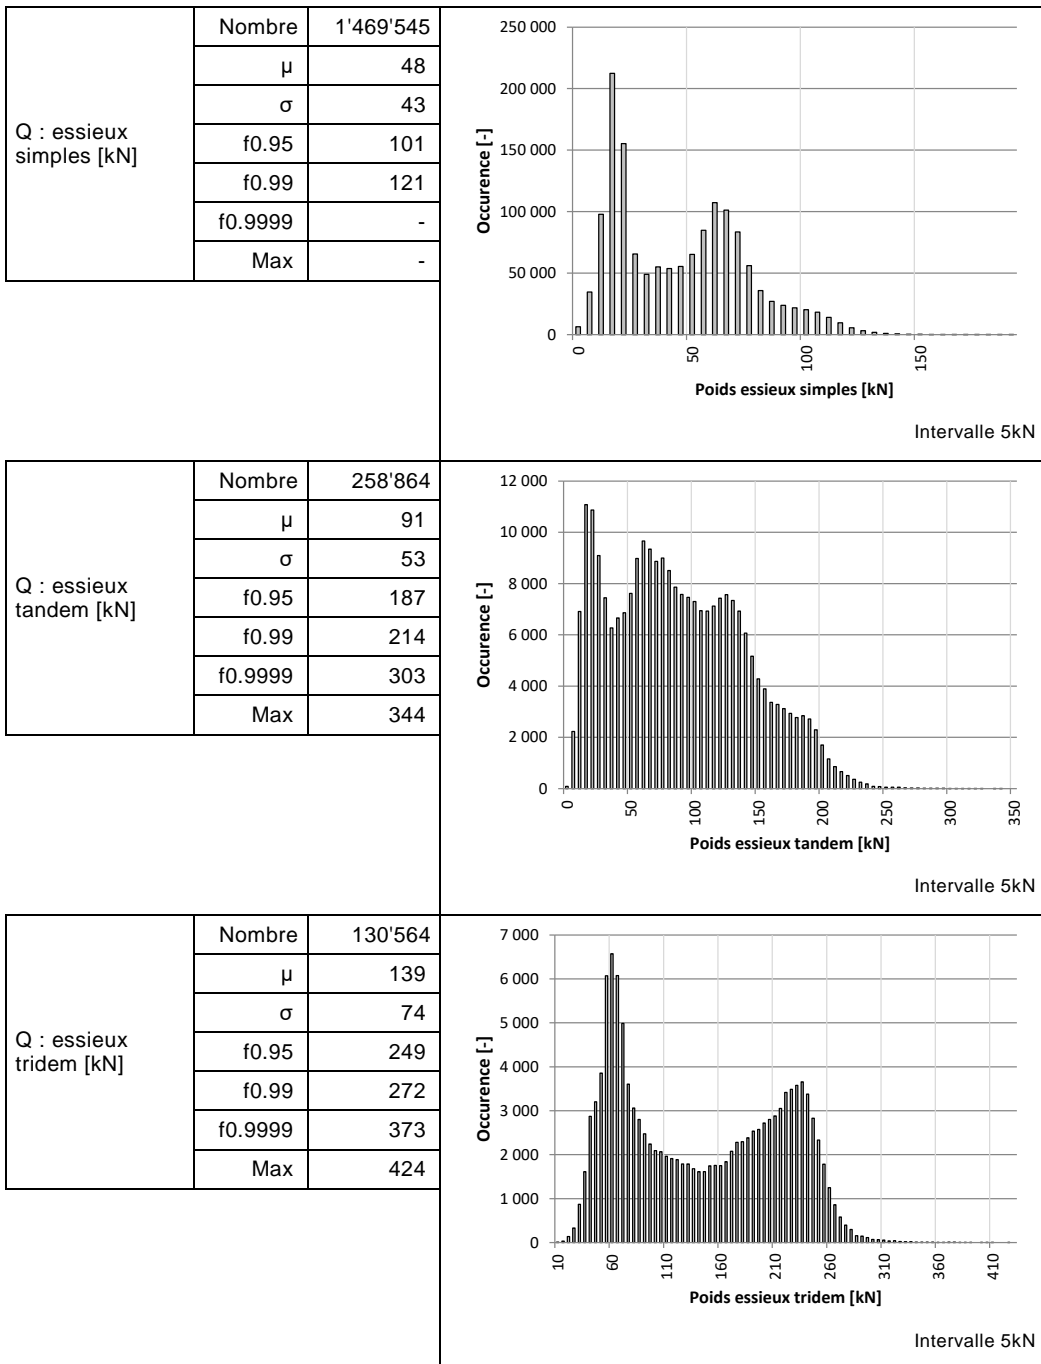 Q : essieux
simples [kN]
Nombre 1'469'545
µ 48
σ 43
f0.95 101
f0.99 121
f0.9999 -
Max -
250 000
200 000
150 000
100 000
50 000
0
Occurence [-]
0 50 100 150
Poids essieux simples [kN]
Intervalle 5kN
Q : essieux
tandem [kN]
Nombre 258'864
µ 91
σ 53
f0.95 187
f0.99 214
f0.9999 303
Max 344
12 000
10 000
8 000
6 000
4 000
2 000
0
Occurence [-]
0 50 100 150 200 250 300 350
Poids essieux tandem [kN]
Intervalle 5kN
Q : essieux
tridem [kN]
Nombre 130'564
µ 139
σ 74
f0.95 249
f0.99 272
f0.9999 373
Max 424
7 000
6 000
5 000
4 000
3 000
2 000
1 000
0
Occurence [-]
10 60 110 160 210 260 310 360 410
Poids essieux tridem [kN]
Intervalle 5kN